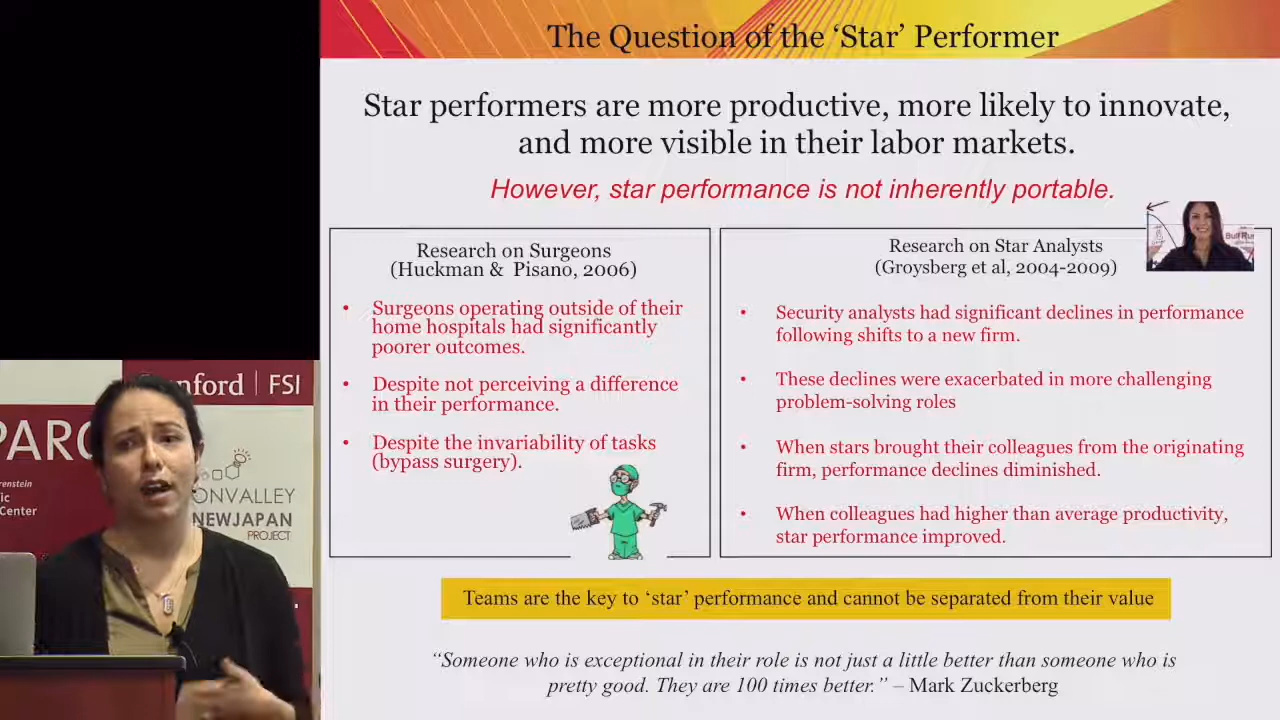 The Question of the ‘Star’ Performer
Star performers are more productive, more likely to innovate,
and more visible in their labor markets.
However, star performance is not inherently portable.
Research on Surgeons
(Huckman & Pisano, 2006)
• Surgeons operating outside of their
home hospitals had significantly
poorer outcomes.
• Despite not perceiving a difference
in their performance.
• Despite the invariability of tasks
(bypass surgery).
Research on Star Analysts
(Groysberg et al, 2004-2009)
• Security analysts had significant declines in performance
following shifts to a new firm.
• These declines were exacerbated in more challenging
problem-solving roles
• When stars brought their colleagues from the originating
firm, performance declines diminished.
• When colleagues had higher than average productivity,
star performance improved.
Teams are the key to ‘star’ performance and cannot be separated from their value
“Someone who is exceptional in their role is not just a little better than someone who is
pretty good. They are 100 times better.” – Mark Zuckerberg
nford | FSI
PARC
orenstein
ic
Center
ONVALLEY
NEWJAPAN
PROJECT